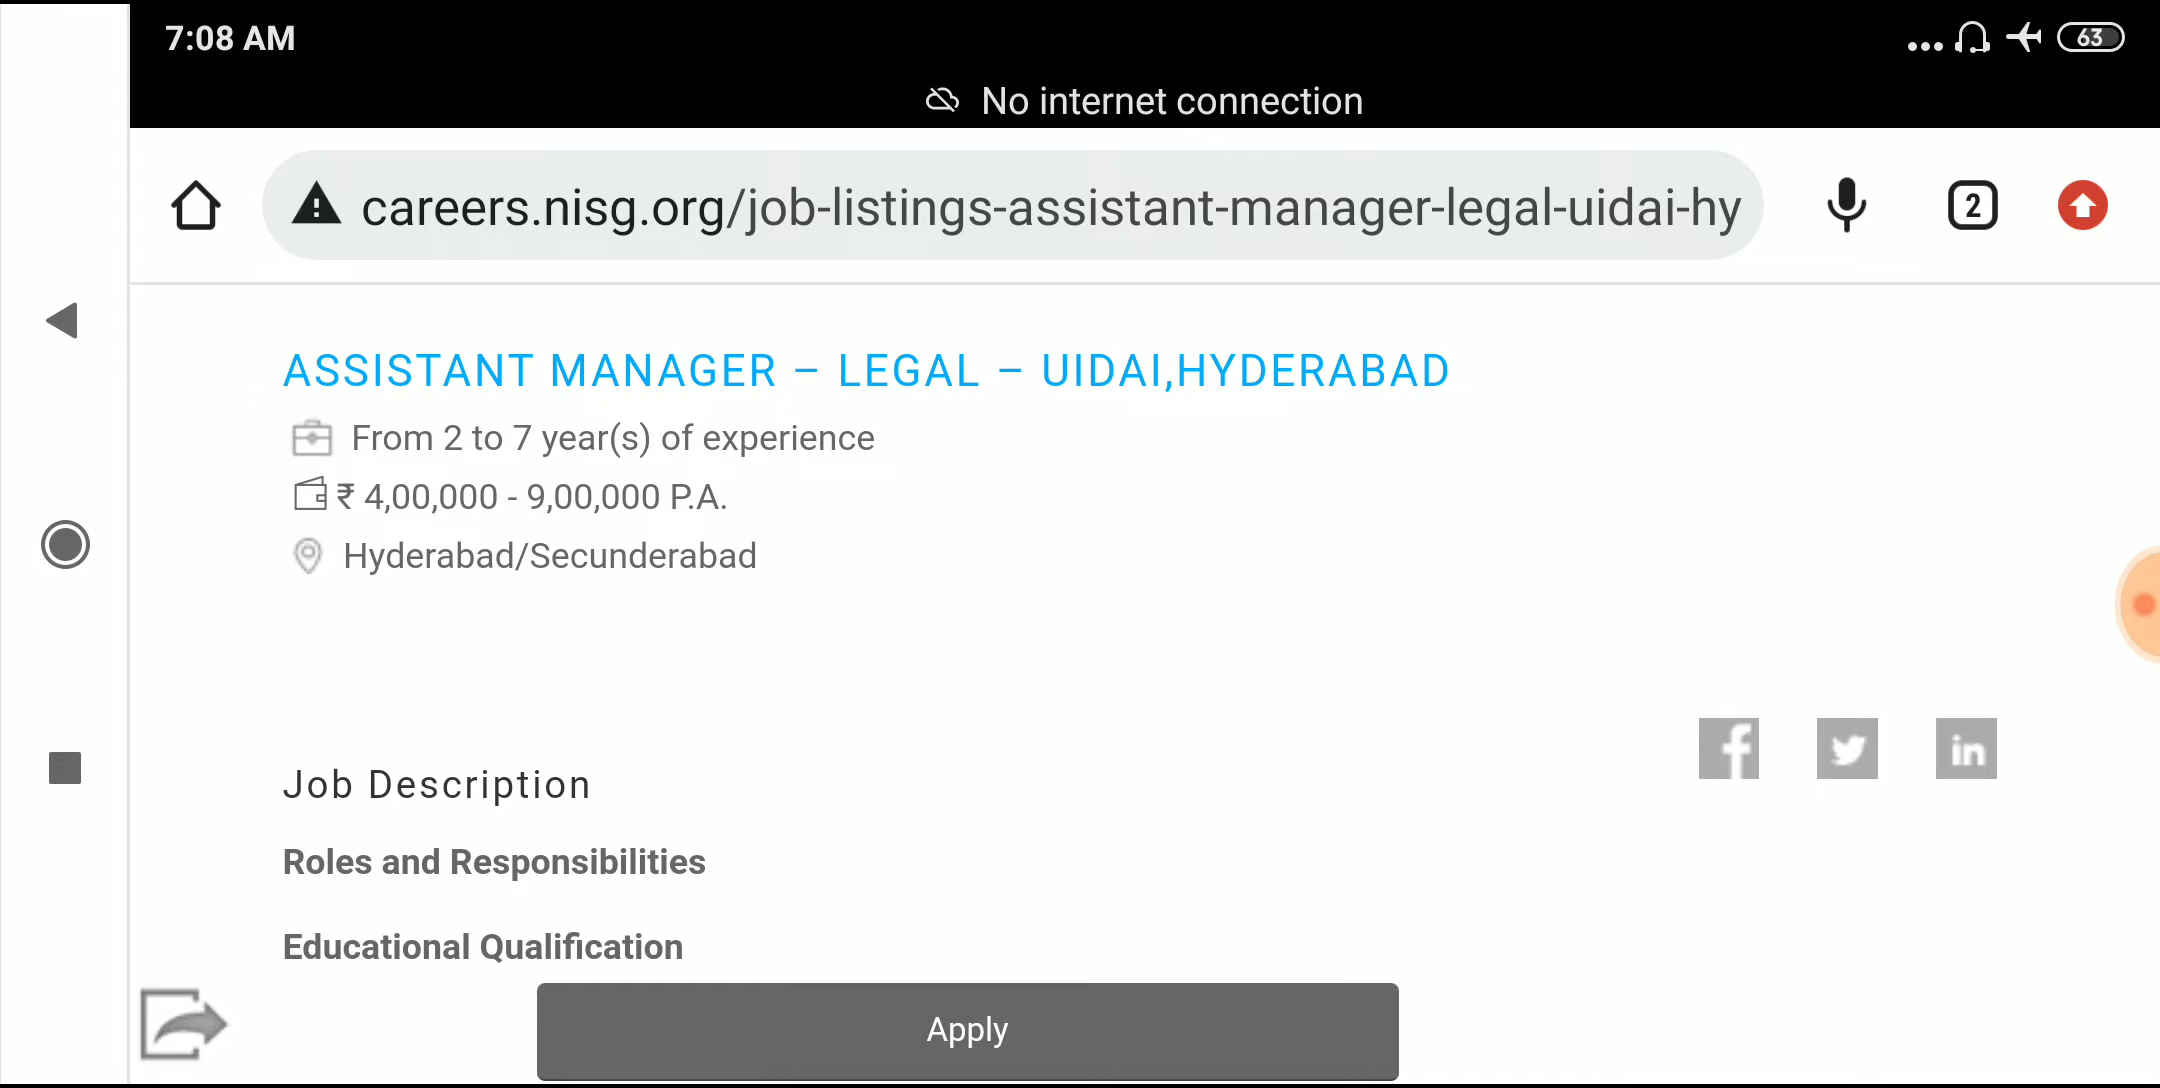 7:08 AM
63
No internet connection
careers.nisg.org/job-listings-assistant-manager-legal-uidai-hy
2
ASSISTANT MANAGER – LEGAL – UIDAI,HYDERABAD
From 2 to 7 year(s) of experience
₹ 4,00,000 - 9,00,000 P.A.
Hyderabad/Secunderabad
f
in
Job Description
Roles and Responsibilities
Educational Qualification
Apply